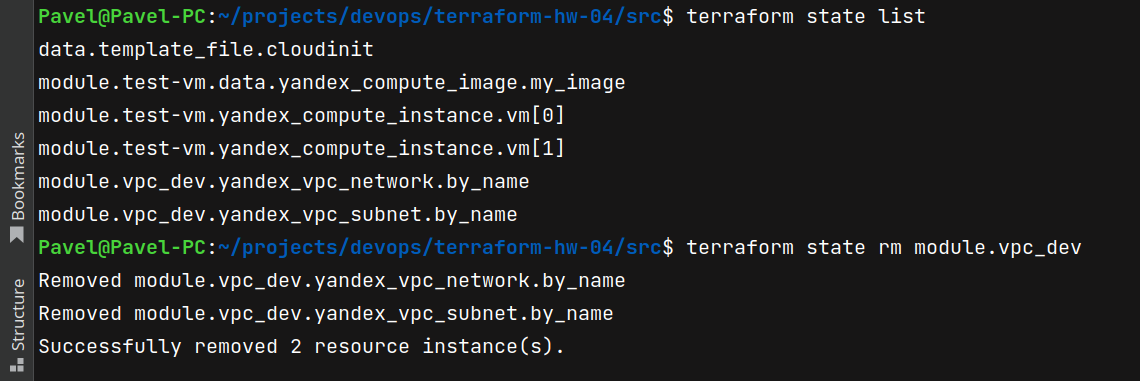 Pavel@Pavel-PC:~/projects/devops/terraform-hw-04/src$ terraform state list
data.template_file.cloudinit
module.test-vm.data.yandex_compute_image.my_image
module.test-vm.yandex_compute_instance.vm[0]
module.test-vm.yandex_compute_instance.vm[1]
module.vpc_dev.yandex_vpc_network.by_name
module.vpc_dev.yandex_vpc_subnet.by_name
Pavel@Pavel-PC:~/projects/devops/terraform-hw-04/src$ terraform state rm module.vpc_dev
Removed module.vpc_dev.yandex_vpc_network.by_name
Removed module.vpc_dev.yandex_vpc_subnet.by_name
Successfully removed 2 resource instance(s).
Bookmarks
Structure